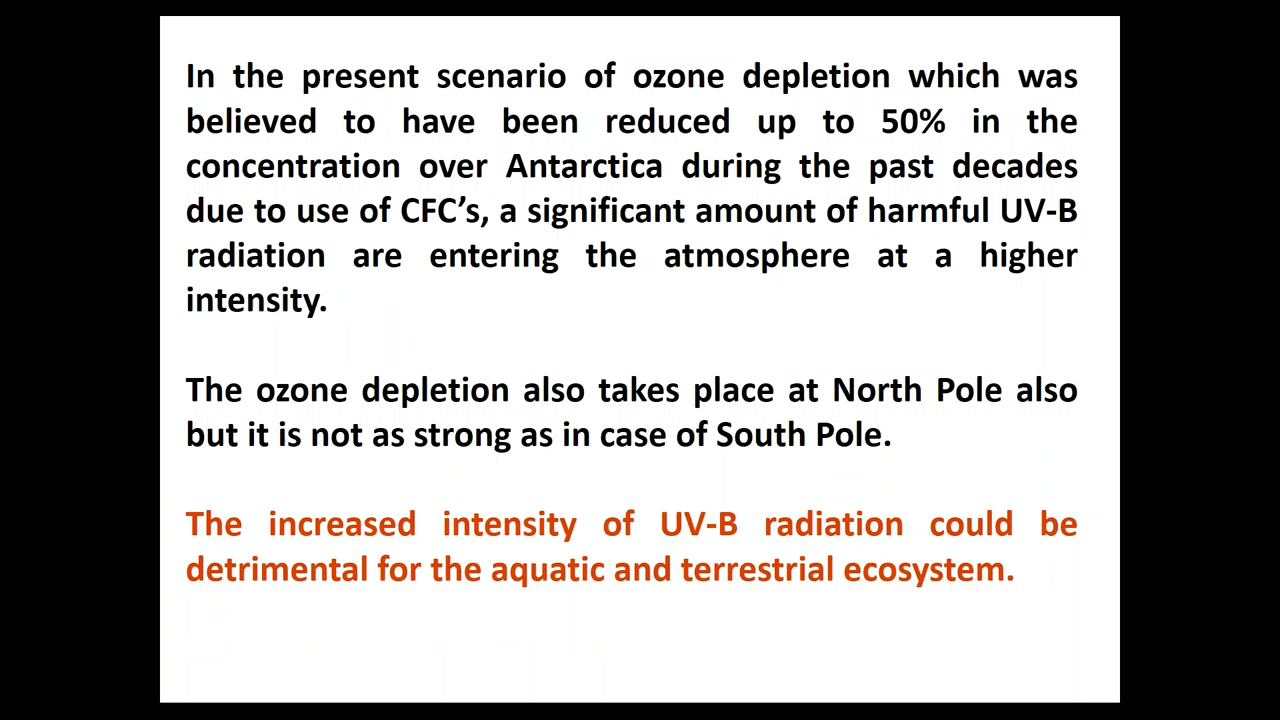 In the present scenario of ozone depletion which was
believed to have been reduced up to 50% in the
concentration over Antarctica during the past decades
due to use of CFC’s, a significant amount of harmful UV-B
radiation are entering the atmosphere at a higher
intensity.
The ozone depletion also takes place at North Pole also
but it is not as strong as in case of South Pole.
The increased intensity of UV-B radiation could be
detrimental for the aquatic and terrestrial ecosystem.